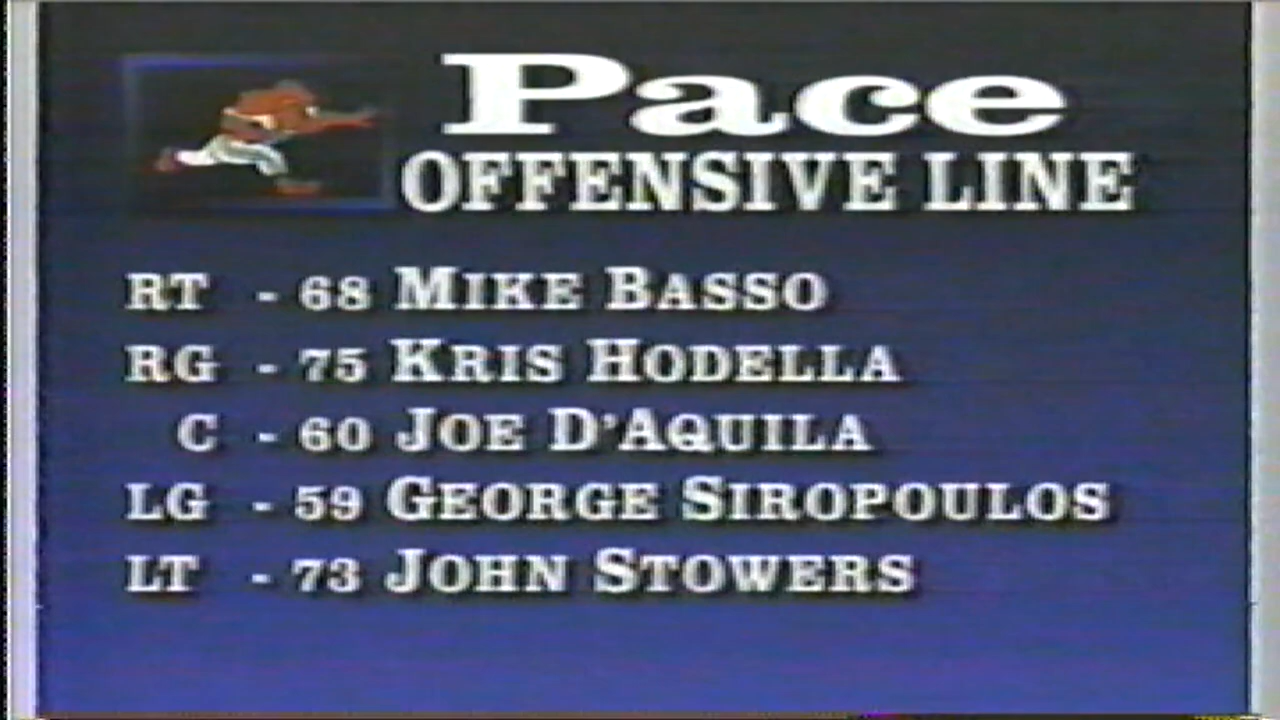 Pace
OFFENSIVE LINE
RT - 68 MIKE BASSO
RG - 75 KRIS HODELLA
C - 60 JOE D'AQUILA
LG - 59 GEORGE SIROPOULOS
LT - 73 JOHN STOWERS